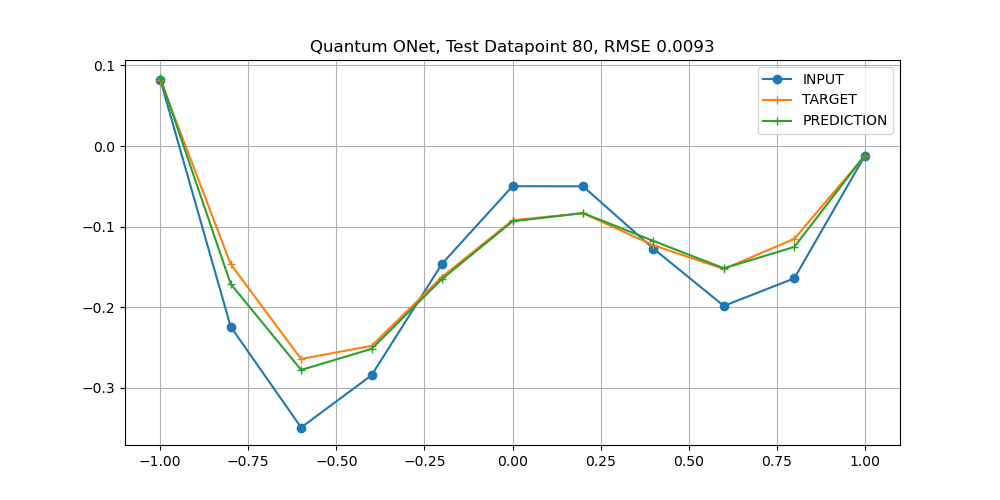 Quantum ONet, Test Datapoint 80, RMSE 0.0093
INPUT
TARGET
PREDICTION
0.1
0.0
−0.1
−0.2
−0.3
−1.00 −0.75 −0.50 −0.25 0.00 0.25 0.50 0.75 1.00